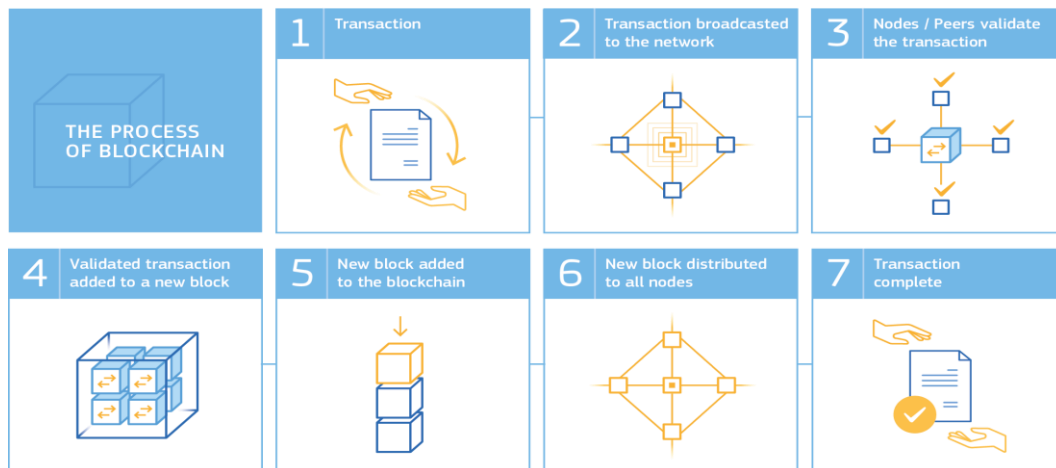 THE PROCESS
OF BLOCKCHAIN
1
Transaction
2
Transaction broadcasted
to the network
3
Nodes / Peers validate
the transaction
4
Validated transaction
added to a new block
5
New block added
to the blockchain
6
New block distributed
to all nodes
7
Transaction
complete